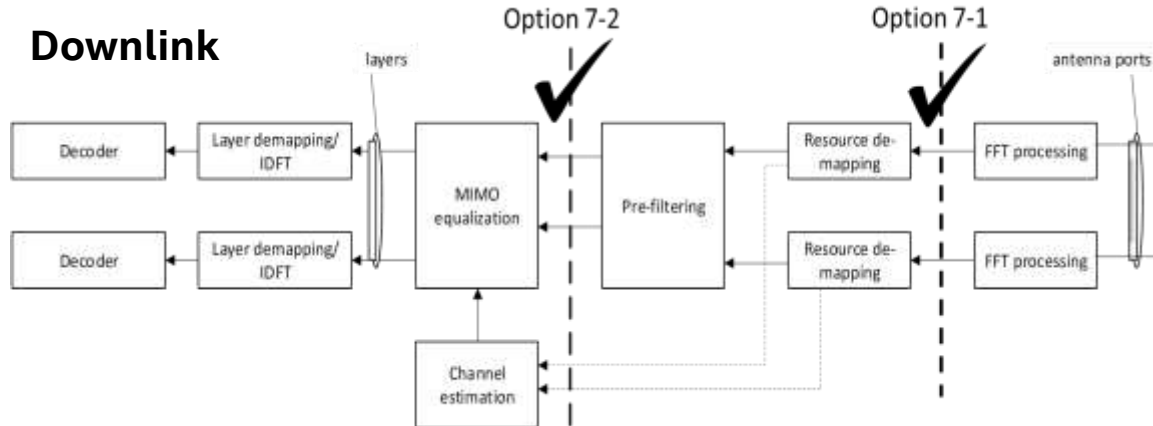 Downlink
Option 7-2
Option 7-1
layers
antenna ports
Decoder
Layer demapping/
IDFT
MIMO
equalization
Pre-filtering
Resource de-
mapping
FFT processing
Decoder
Layer demapping/
IDFT
Resource de-
mapping
FFT processing
Channel
estimation